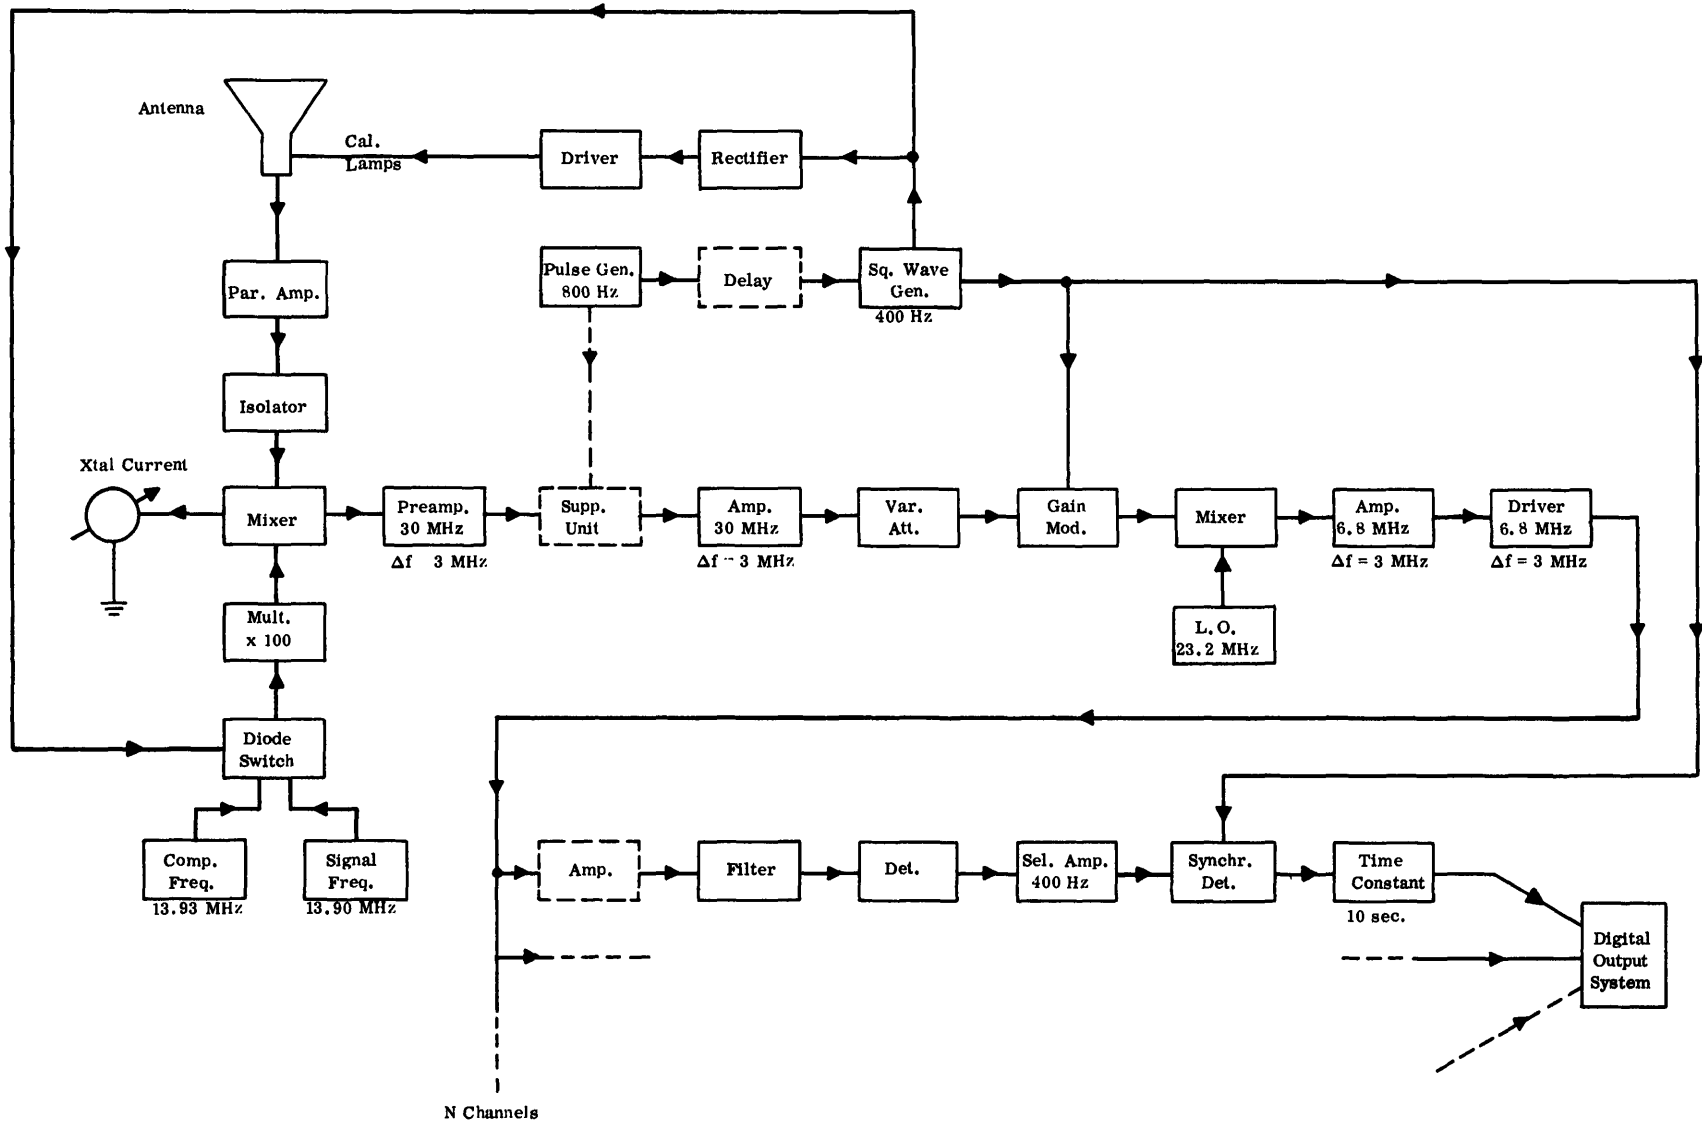 Antenna
Cal.
Lamps
Driver
Rectifier
Par. Amp.
Pulse Gen.
800 Hz
Delay
Sq. Wave
Gen.
400 Hz
Isolator
Xtal Current
Mixer
Preamp.
30 MHz
Δf 3 MHz
Supp.
Unit
Amp.
30 MHz
Δf - 3 MHz
Var.
Att.
Gain
Mod.
Mixer
Amp.
6.8 MHz
Δf = 3 MHz
Driver
6.8 MHz
Δf = 3 MHz
Mult.
x 100
L.O.
23.2 MHz
Diode
Switch
Comp.
Freq.
13.93 MHz
Signal
Freq.
13.90 MHz
Amp.
Filter
Det.
Sel. Amp.
400 Hz
Synchr.
Det.
Time
Constant
10 sec.
Digital
Output
System
N Channels